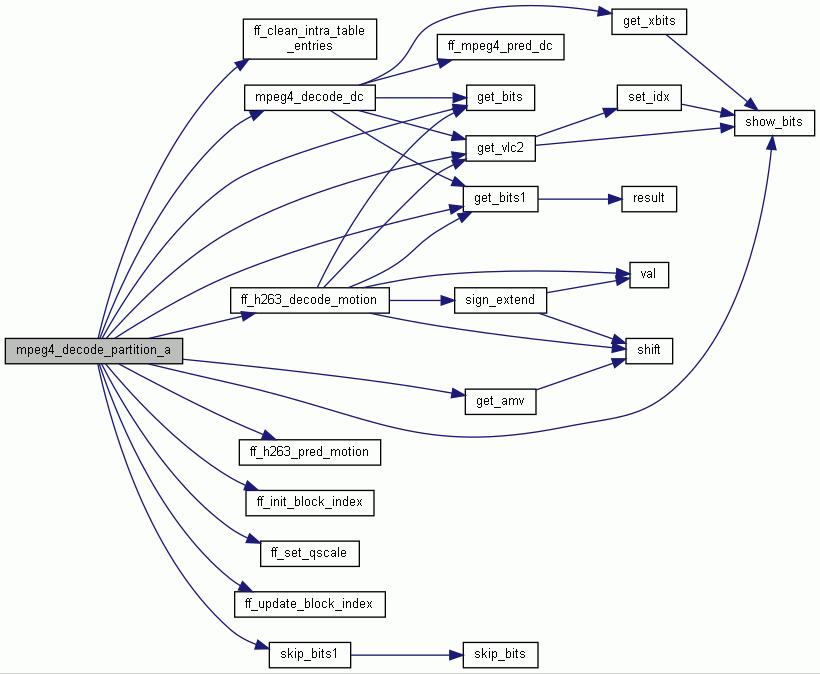 get_xbits
ff_clean_intra_table
_entries
ff_mpeg4_pred_dc
mpeg4_decode_dc
get_bits
set_idx
show_bits
get_vlc2
get_bits1
result
val
ff_h263_decode_motion
sign_extend
mpeg4_decode_partition_a
shift
get_amv
ff_h263_pred_motion
ff_init_block_index
ff_set_qscale
ff_update_block_index
skip_bits1
skip_bits